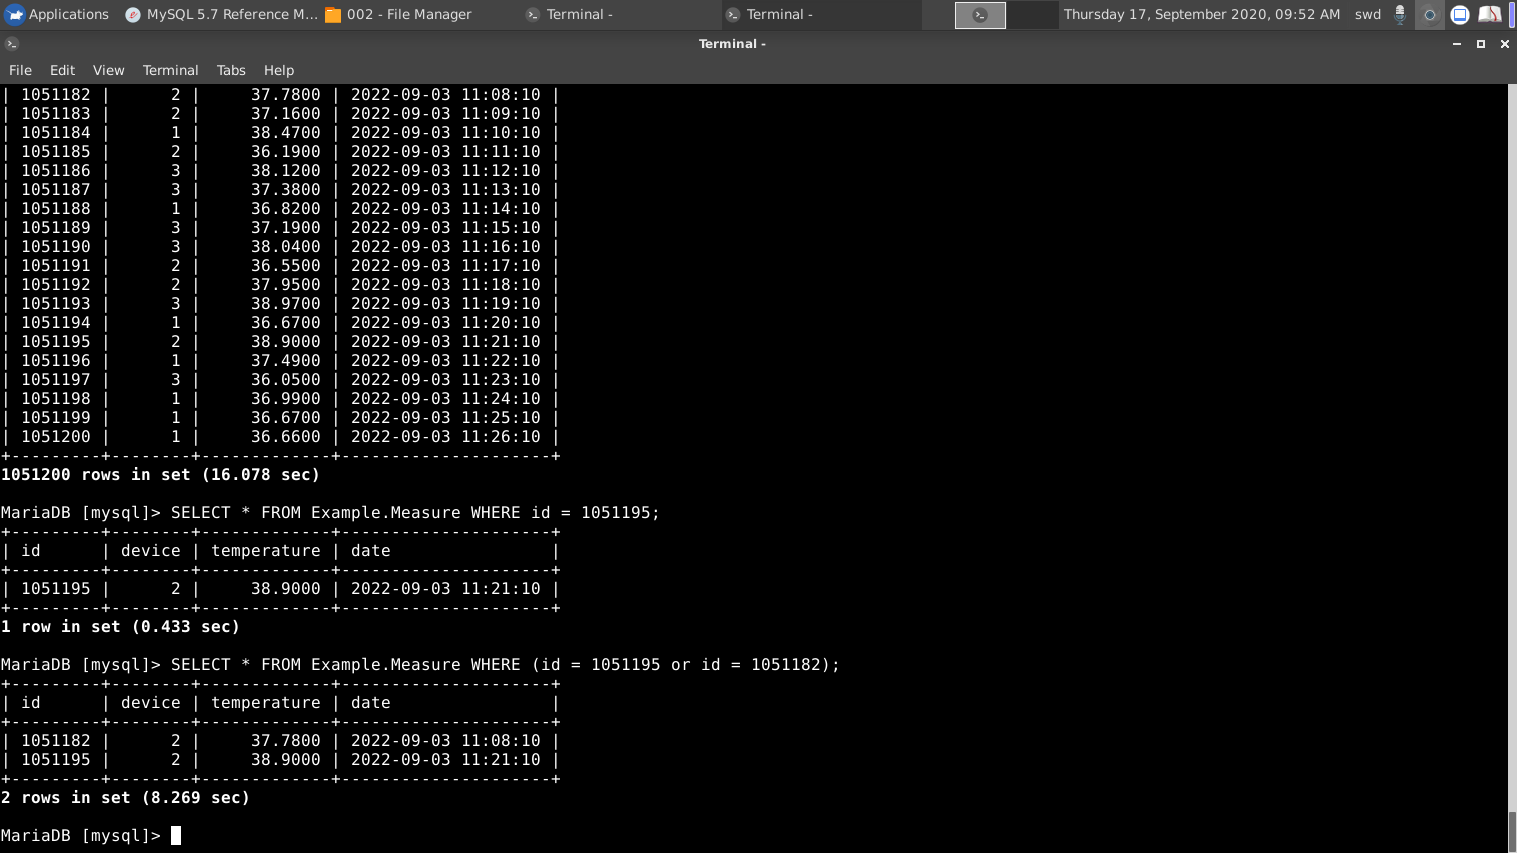 Applications MySQL 5.7 Reference M... 002 - File Manager Terminal - Terminal - Thursday 17, September 2020, 09:52 AM swd
Terminal -
File Edit View Terminal Tabs Help
| 1051182 |      2 |     37.7800 | 2022-09-03 11:08:10 |
| 1051183 |      2 |     37.1600 | 2022-09-03 11:09:10 |
| 1051184 |      1 |     38.4700 | 2022-09-03 11:10:10 |
| 1051185 |      2 |     36.1900 | 2022-09-03 11:11:10 |
| 1051186 |      3 |     38.1200 | 2022-09-03 11:12:10 |
| 1051187 |      3 |     37.3800 | 2022-09-03 11:13:10 |
| 1051188 |      1 |     36.8200 | 2022-09-03 11:14:10 |
| 1051189 |      3 |     37.1900 | 2022-09-03 11:15:10 |
| 1051190 |      3 |     38.0400 | 2022-09-03 11:16:10 |
| 1051191 |      2 |     36.5500 | 2022-09-03 11:17:10 |
| 1051192 |      2 |     37.9500 | 2022-09-03 11:18:10 |
| 1051193 |      3 |     38.9700 | 2022-09-03 11:19:10 |
| 1051194 |      1 |     36.6700 | 2022-09-03 11:20:10 |
| 1051195 |      2 |     38.9000 | 2022-09-03 11:21:10 |
| 1051196 |      1 |     37.4900 | 2022-09-03 11:22:10 |
| 1051197 |      3 |     36.0500 | 2022-09-03 11:23:10 |
| 1051198 |      1 |     36.9900 | 2022-09-03 11:24:10 |
| 1051199 |      1 |     36.6700 | 2022-09-03 11:25:10 |
| 1051200 |      1 |     36.6600 | 2022-09-03 11:26:10 |
+---------+--------+-------------+---------------------+
1051200 rows in set (16.078 sec)
MariaDB [mysql]> SELECT * FROM Example.Measure WHERE id = 1051195;
+---------+--------+-------------+---------------------+
| id      | device | temperature | date                |
+---------+--------+-------------+---------------------+
| 1051195 |      2 |     38.9000 | 2022-09-03 11:21:10 |
+---------+--------+-------------+---------------------+
1 row in set (0.433 sec)
MariaDB [mysql]> SELECT * FROM Example.Measure WHERE (id = 1051195 or id = 1051182);
+---------+--------+-------------+---------------------+
| id      | device | temperature | date                |
+---------+--------+-------------+---------------------+
| 1051182 |      2 |     37.7800 | 2022-09-03 11:08:10 |
| 1051195 |      2 |     38.9000 | 2022-09-03 11:21:10 |
+---------+--------+-------------+---------------------+
2 rows in set (8.269 sec)
MariaDB [mysql]>